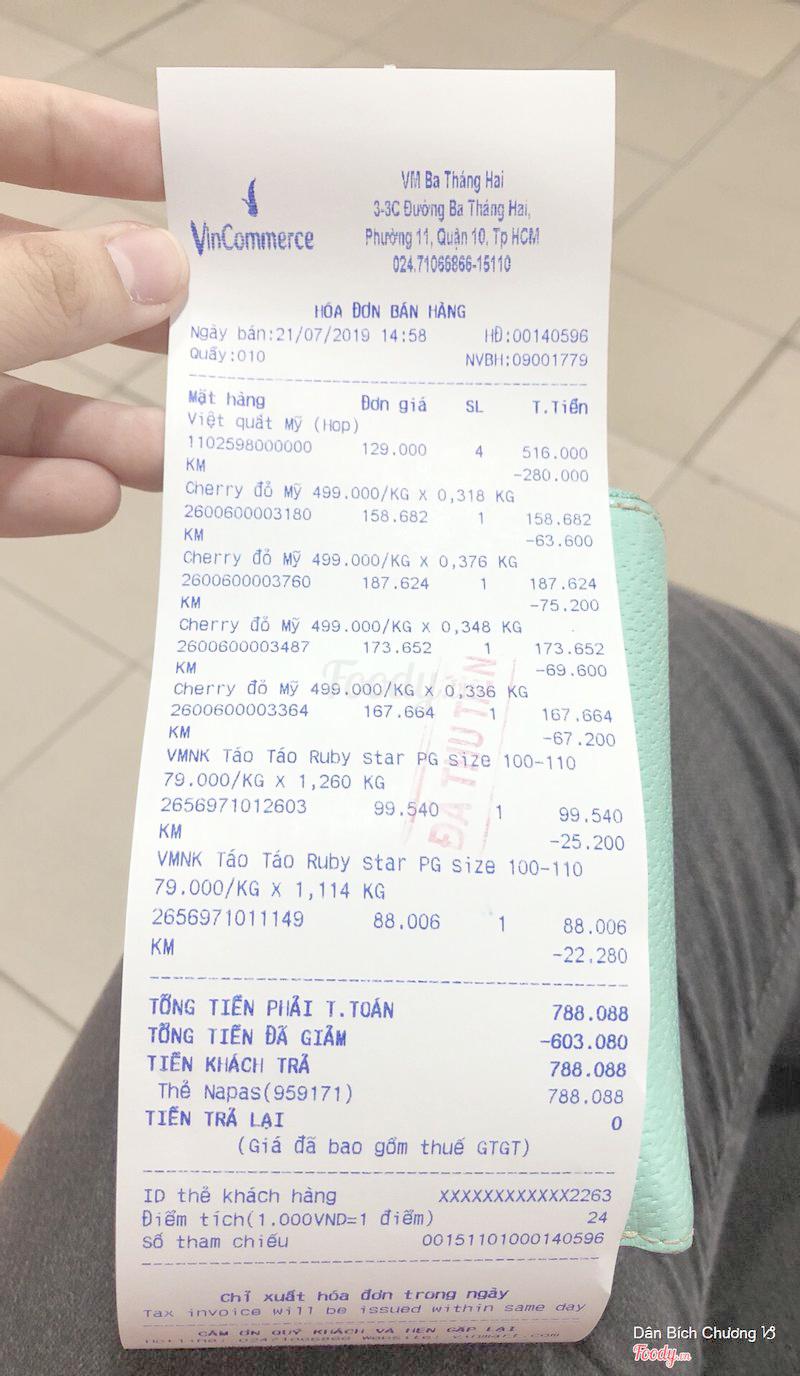 VinCommerce
VM Ba Tháng Hai
3-3C Đường Ba Tháng Hai,
Phường 11, Quận 10, Tp HCM
024.71066866-15110
HÓA ĐƠN BÁN HÀNG
Ngày bán:21/07/2019 14:58 HĐ:00140596
Quầy:010 NVBH:09001779
Mặt hàng Đơn giá SL T.Tiền
Việt quất Mỹ (Hop)
1102598000000 129.000 4 516.000
KM -280.000
Cherry đỏ Mỹ 499.000/KG X 0,318 KG
2600600003180 158.682 1 158.682
KM -63.600
Cherry đỏ Mỹ 499.000/KG X 0,376 KG
2600600003760 187.624 1 187.624
KM -75.200
Cherry đỏ Mỹ 499.000/KG X 0,348 KG
2600600003487 173.652 1 173.652
KM -69.600
Cherry đỏ Mỹ 499.000/KG X 0,336 KG
2600600003364 167.664 1 167.664
KM -67.200
VMNK Táo Táo Ruby star PG size 100-110
79.000/KG X 1,260 KG
2656971012603 99.540 1 99.540
KM -25.200
VMNK Táo Táo Ruby star PG size 100-110
79.000/KG X 1,114 KG
2656971011149 88.006 1 88.006
KM -22.280
TỔNG TIỀN PHẢI T.TOÁN 788.088
TỔNG TIỀN ĐÃ GIẢM -603.080
TIỀN KHÁCH TRẢ 788.088
Thẻ Napas(959171) 788.088
TIỀN TRẢ LẠI 0
(Giá đã bao gồm thuế GTGT)
ID thẻ khách hàng XXXXXXXXXXXX2263
Điểm tích(1.000VND=1 điểm) 24
Số tham chiếu 00151101000140596
Chỉ xuất hóa đơn trong ngày
Tax invoice will be issued within same day
CẢM ƠN QUÝ KHÁCH VÀ HẸN GẶP LẠI
ĐÃ THU TIỀN
Foody
Dân Bích Chương
Foody.vn